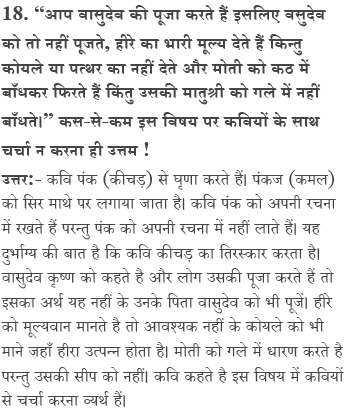 18. “आप वासुदेव की पूजा करते हैं इसलिए वसुदेव
को तो नहीं पूजते, हीरे का भारी मूल्य देते हैं किन्तु
कोयले या पत्थर का नहीं देते और मोती को कठ में
बाँधकर फिरते हैं किंतु उसकी मातुश्री को गले में नहीं
बाँधते।” कस-से-कम इस विषय पर कवियों के साथ
चर्चा न करना ही उत्तम !
उत्तर:- कवि पंक (कीचड़) से घृणा करते हैं। पंकज (कमल)
को सिर माथे पर लगाया जाता है। कवि पंक को अपनी रचना
में रखते हैं परन्तु पंक को अपनी रचना में नहीं लाते हैं। यह
दुर्भाग्य की बात है कि कवि कीचड़ का तिरस्कार करता है।
वासुदेव कृष्ण को कहते है और लोग उसकी पूजा करते हैं तो
इसका अर्थ यह नहीं के उनके पिता वासुदेव को भी पूजें। हीरे
को मूल्यवान मानते है तो आवश्यक नहीं के कोयले को भी
माने जहाँ हीरा उत्पन्न होता है। मोती को गले में धारण करते है
परन्तु उसकी सीप को नहीं। कवि कहते है इस विषय में कवियों
से चर्चा करना व्यर्थ हैं।